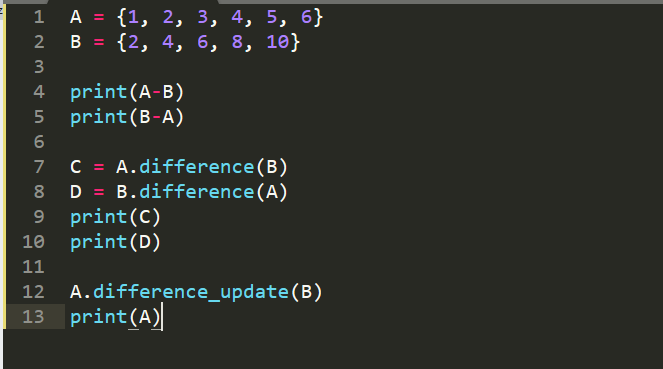 1 A = {1, 2, 3, 4, 5, 6}
2 B = {2, 4, 6, 8, 10}
3
4 print(A-B)
5 print(B-A)
6
7 C = A.difference(B)
8 D = B.difference(A)
9 print(C)
10 print(D)
11
12 A.difference_update(B)
13 print(A)